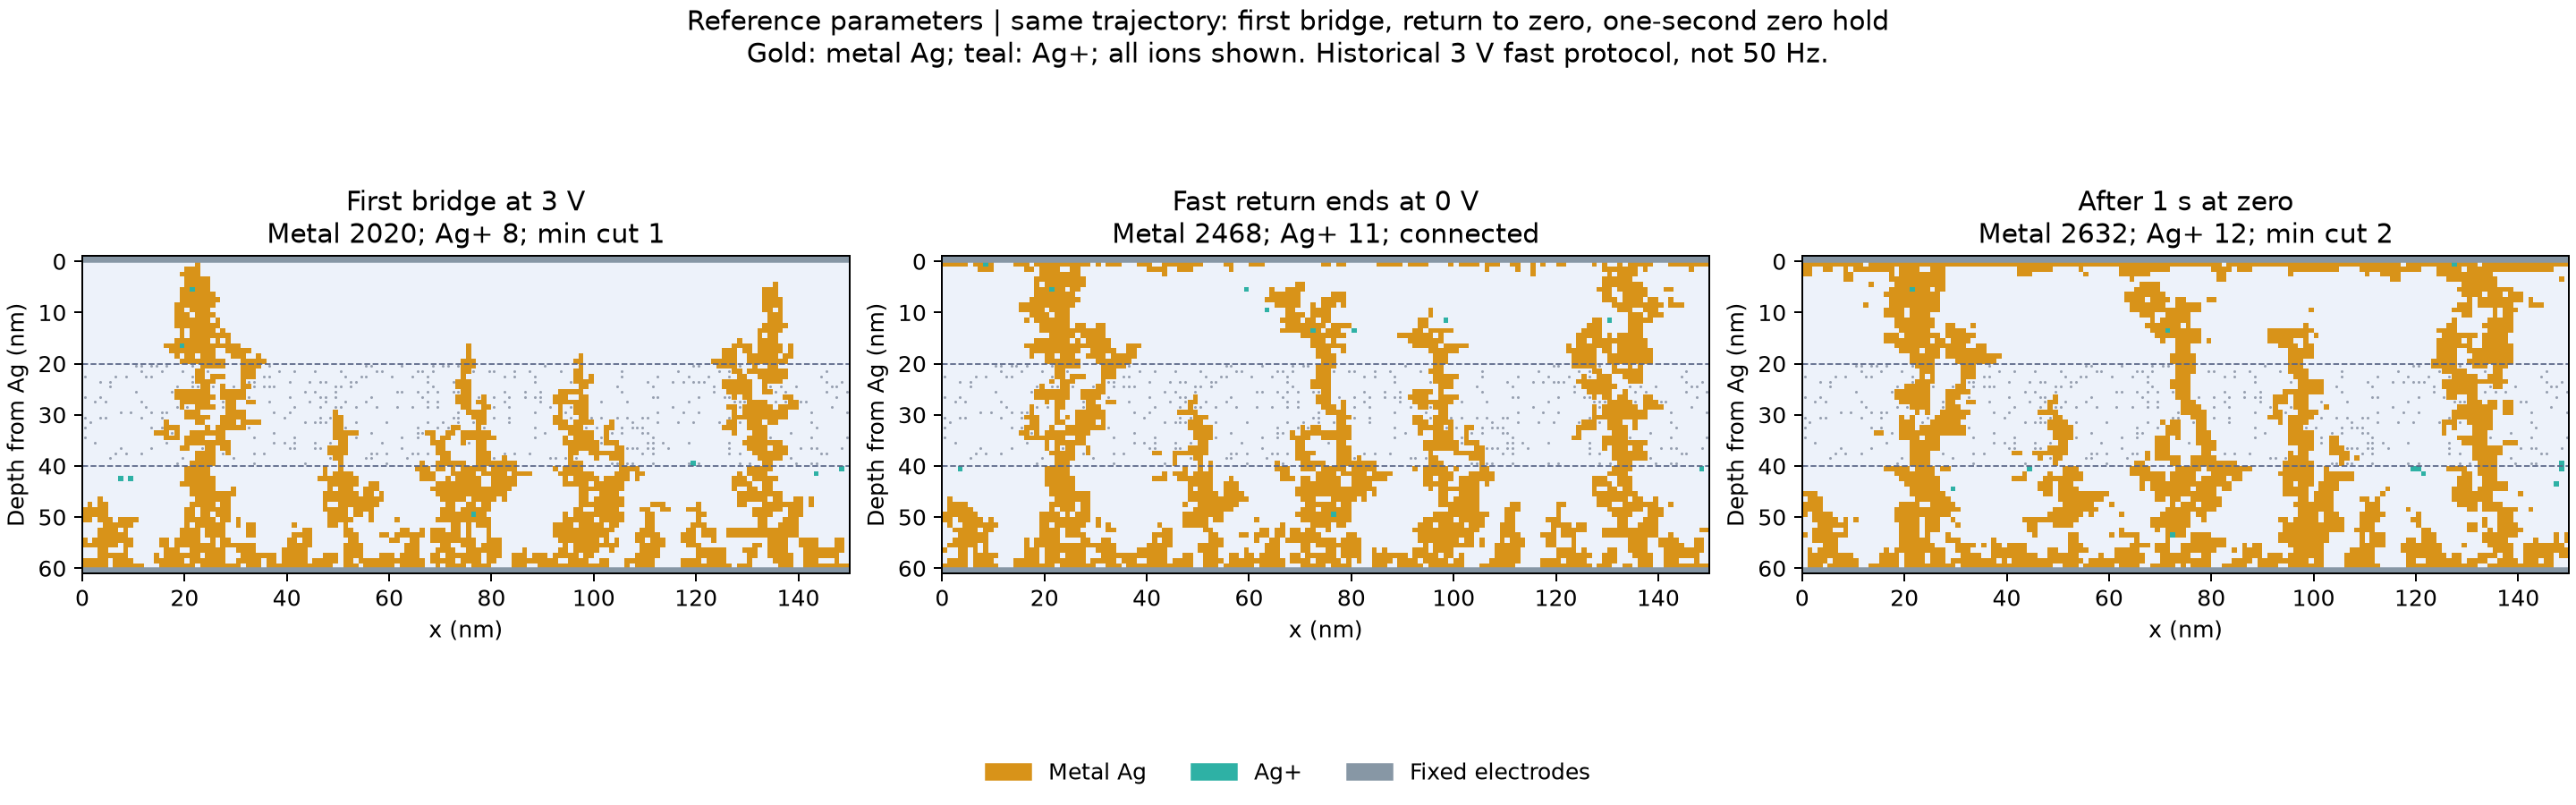 Reference parameters | same trajectory: first bridge, return to zero, one-second zero hold
Gold: metal Ag; teal: Ag+; all ions shown. Historical 3 V fast protocol, not 50 Hz.
First bridge at 3 V
Metal 2020; Ag+ 8; min cut 1
Depth from Ag (nm)
0
10
20
30
40
50
60
0 20 40 60 80 100 120 140
x (nm)
Fast return ends at 0 V
Metal 2468; Ag+ 11; connected
Depth from Ag (nm)
0
10
20
30
40
50
60
0 20 40 60 80 100 120 140
x (nm)
After 1 s at zero
Metal 2632; Ag+ 12; min cut 2
Depth from Ag (nm)
0
10
20
30
40
50
60
0 20 40 60 80 100 120 140
x (nm)
Metal Ag Ag+ Fixed electrodes